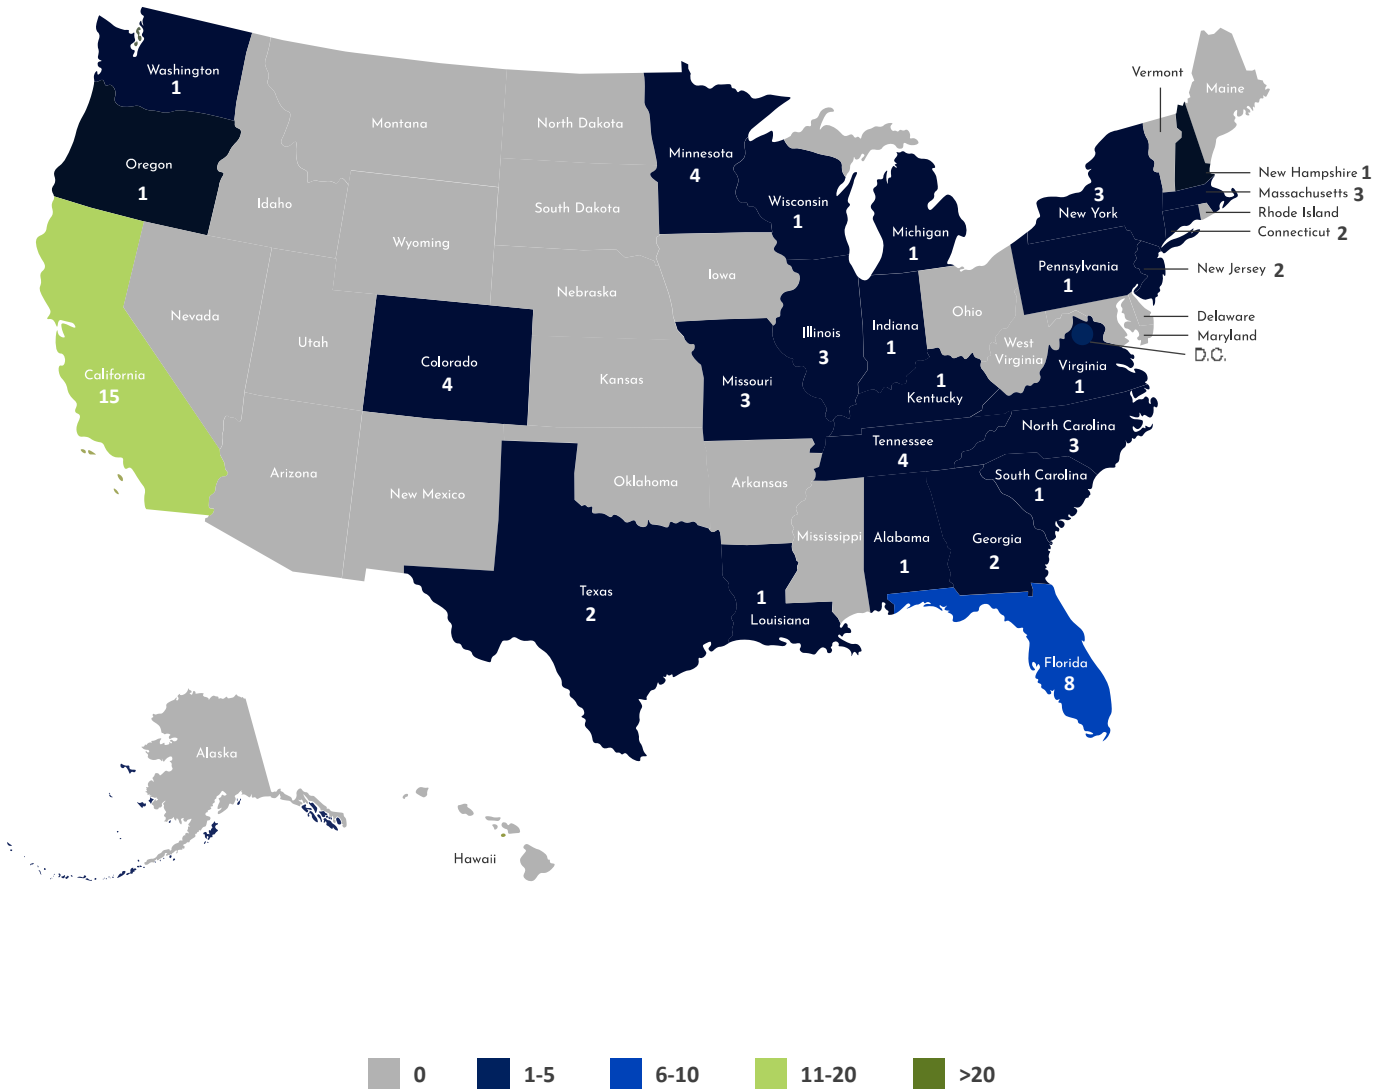 Washington
1
Oregon
1
California
15
Idaho
Nevada
Montana
Wyoming
Utah
Arizona
Colorado
4
New Mexico
North Dakota
South Dakota
Nebraska
Kansas
Oklahoma
Texas
2
Minnesota
4
Iowa
Missouri
3
Arkansas
1
Louisiana
Wisconsin
1
Illinois
3
Michigan
1
Indiana
1
Ohio
1
Kentucky
Tennessee
4
Mississippi
Alabama
1
Georgia
2
Florida
8
South Carolina
1
North Carolina
3
Virginia
1
West
Virginia
Pennsylvania
1
3
New York
Vermont
Maine
New Hampshire 1
Massachusetts 3
Rhode Island
Connecticut 2
New Jersey 2
Delaware
Maryland
D.C.
Alaska
Hawaii
0
1-5
6-10
11-20
>20